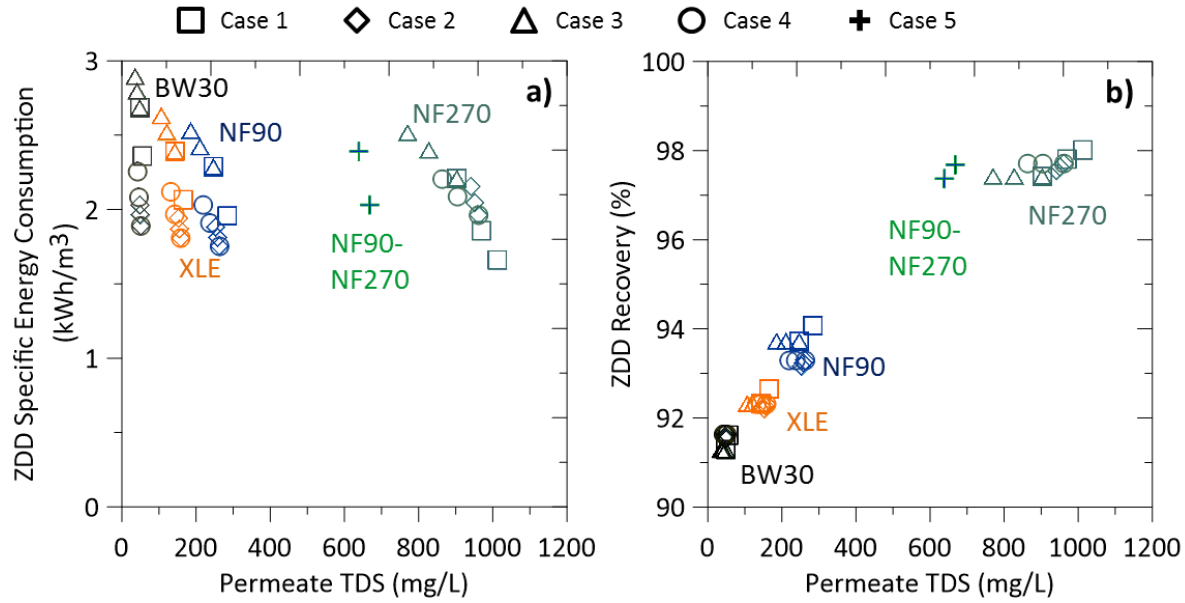 Case 1 Case 2 Case 3 Case 4 Case 5
a)
ZDD Specific Energy Consumption
(kWh/m³)
3
2
1
0
BW30
NF90
NF270
XLE
NF90-
NF270
0 200 400 600 800 1000 1200
Permeate TDS (mg/L)
b)
ZDD Recovery (%)
100
98
96
94
92
90
NF270
NF90-
NF270
NF90
XLE
BW30
0 200 400 600 800 1000 1200
Permeate TDS (mg/L)